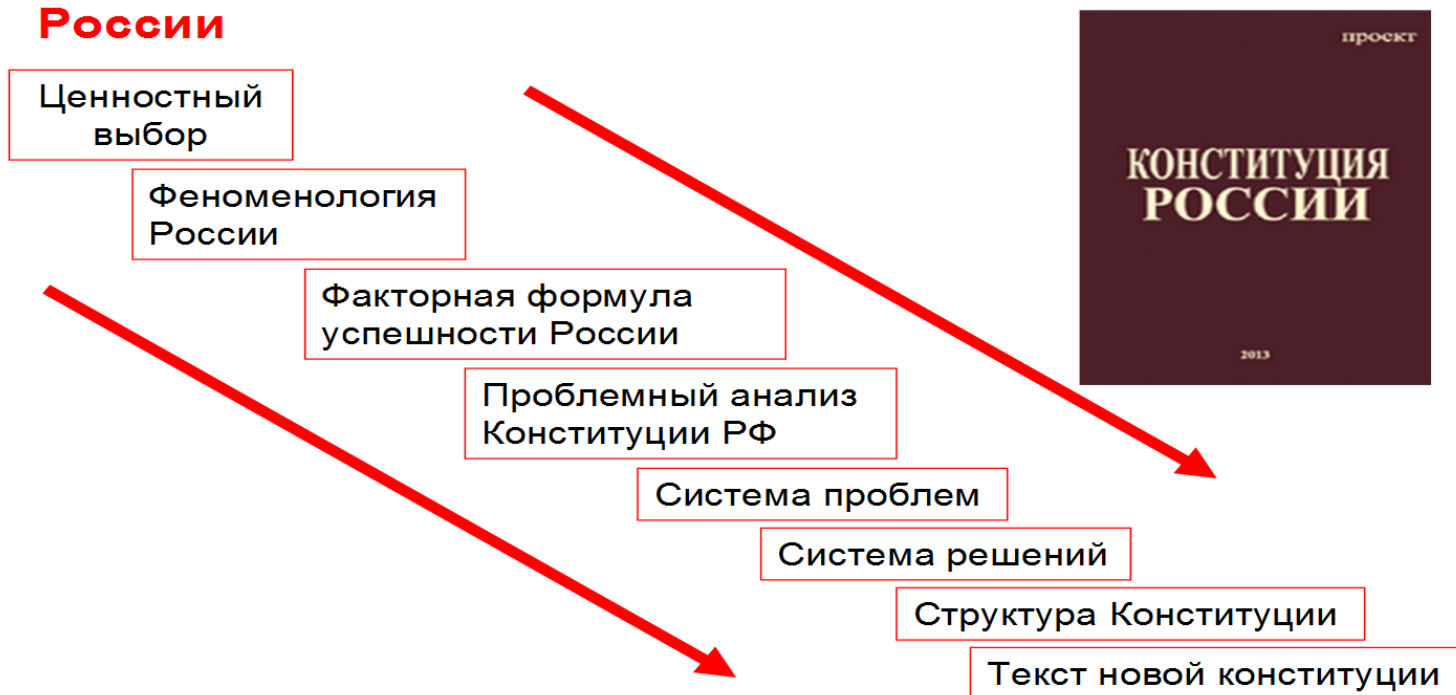 России
Ценностный
выбор
Феноменология
России
Факторная формула
успешности России
Проблемный анализ
Конституции РФ
Система проблем
Система решений
Структура Конституции
Текст новой конституции
проект
КОНСТИТУЦИЯ
РОССИИ
2013